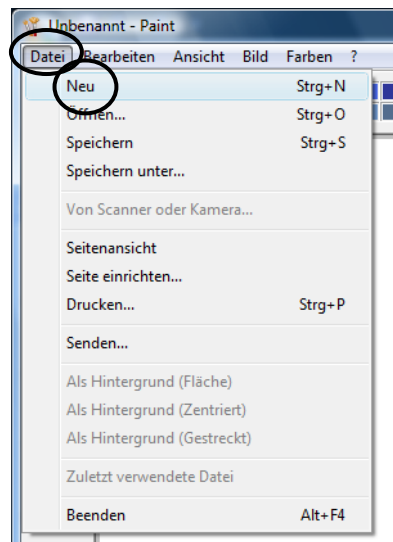 Unbenannt - Paint
Datei Bearbeiten Ansicht Bild Farben ?
Neu Strg+N
Öffnen... Strg+O
Speichern Strg+S
Speichern unter...
Von Scanner oder Kamera...
Seitenansicht
Seite einrichten...
Drucken... Strg+P
Senden...
Als Hintergrund (Fläche)
Als Hintergrund (Zentriert)
Als Hintergrund (Gestreckt)
Zuletzt verwendete Datei
Beenden Alt+F4